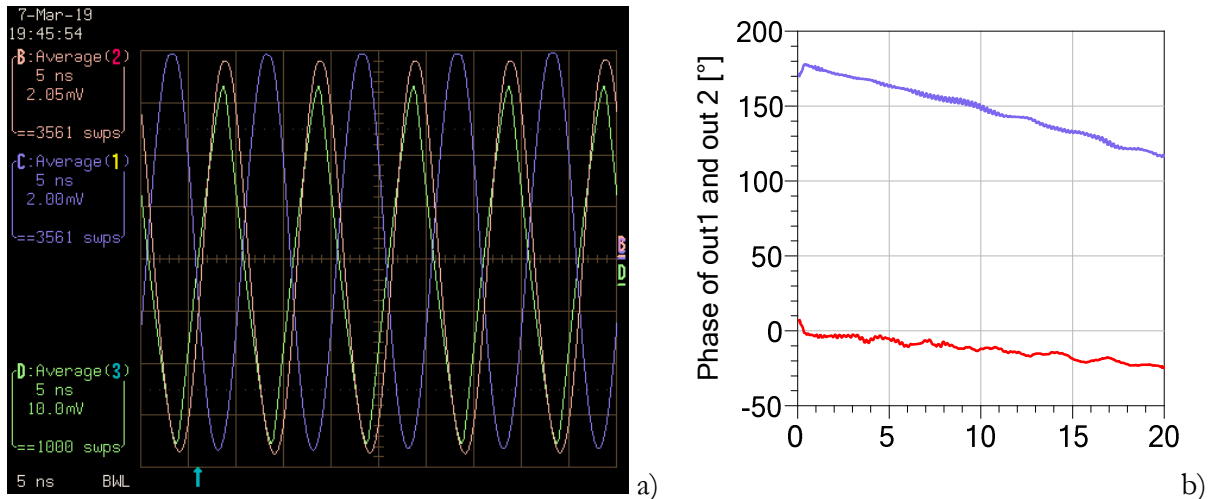 7-Mar-19
19:45:54
B:Average(2)
5 ns
2.05mV
==3561 swps
C:Average(1)
5 ns
2.00mV
==3561 swps
D:Average(3)
5 ns
10.0mV
==1000 swps
5 ns BWL
B
D
a)
Phase of out1 and out 2 [°]
200
150
100
50
0
-50
0 5 10 15 20
b)